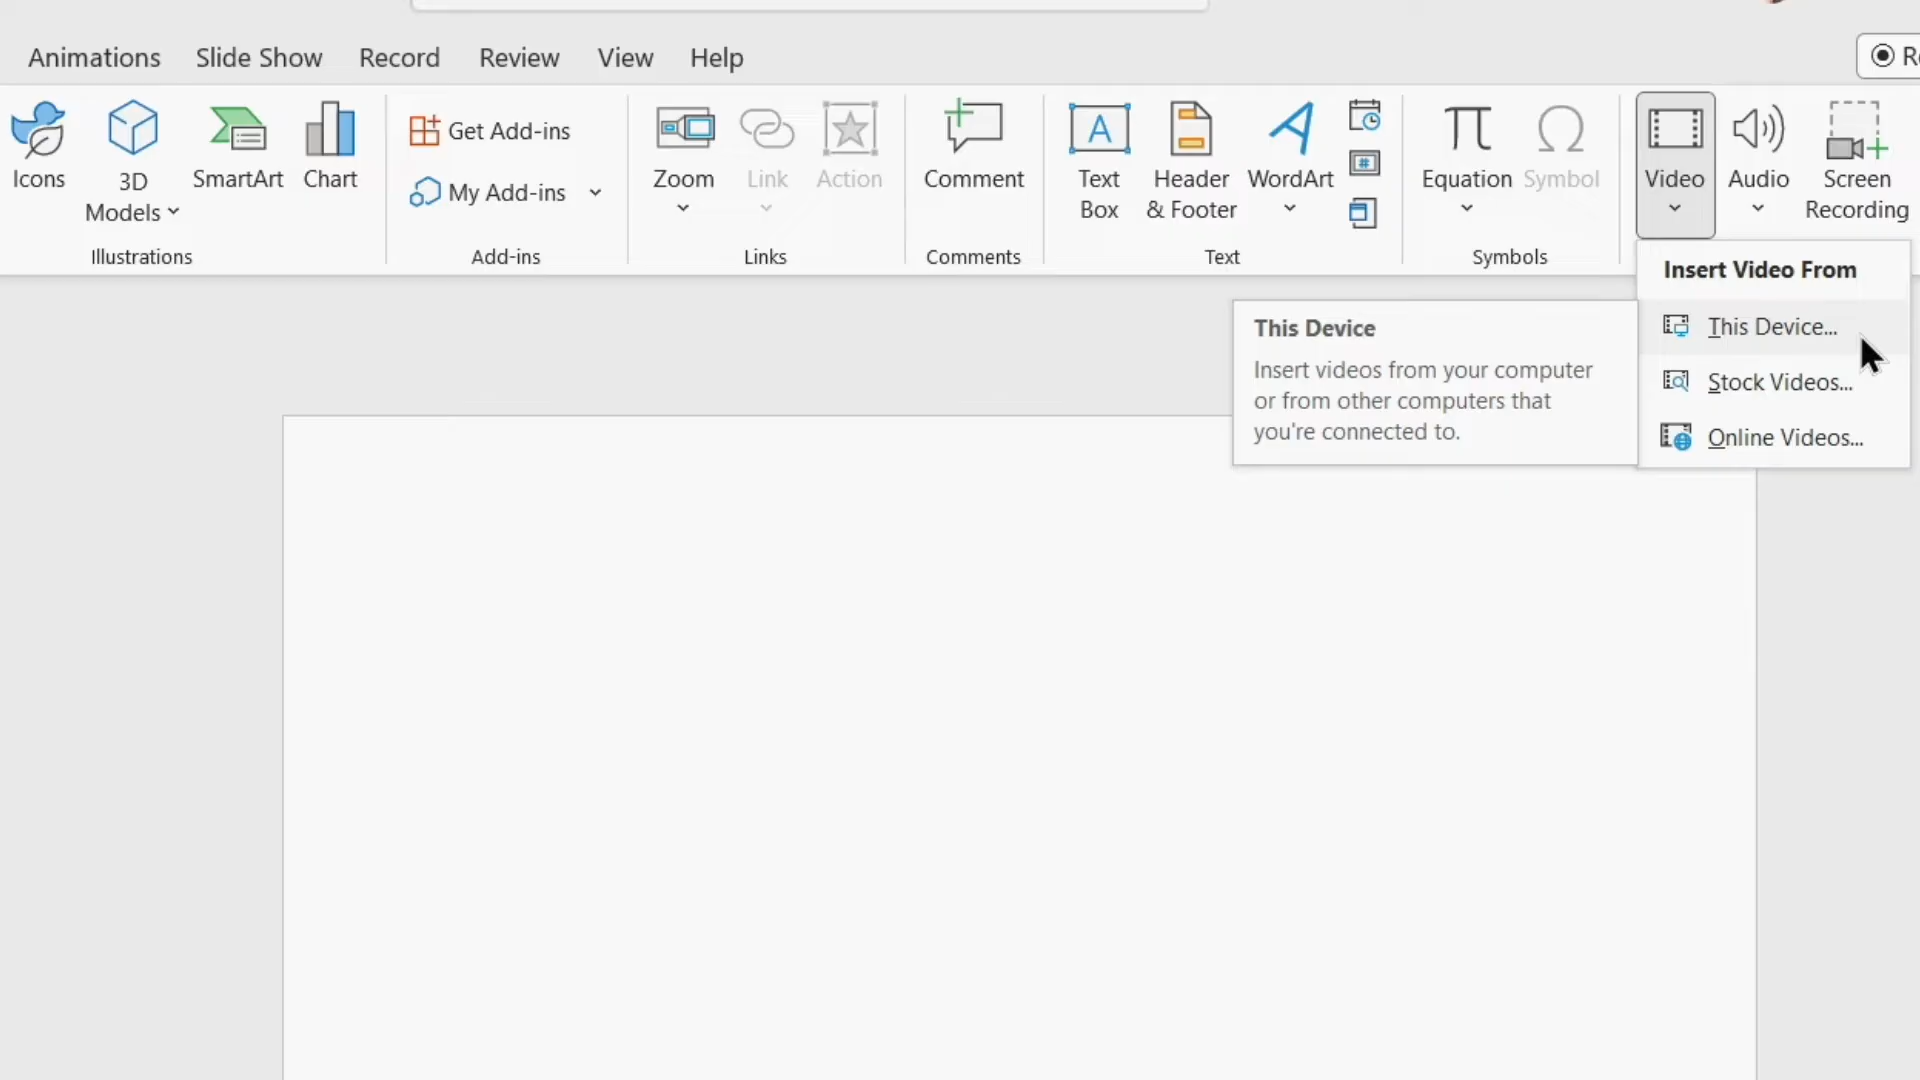 Animations Slide Show Record Review View Help
Icons
3D
Models
SmartArt
Chart
Illustrations
Get Add-ins
My Add-ins
Add-ins
Zoom
Link
Action
Links
Comment
Comments
A
Text
Box
Header
& Footer
WordArt
#
Text
π
Equation
Ω
Symbol
Symbols
Video
Audio
Screen
Recording
Insert Video From
This Device...
Stock Videos...
Online Videos...
This Device
Insert videos from your computer
or from other computers that
you're connected to.